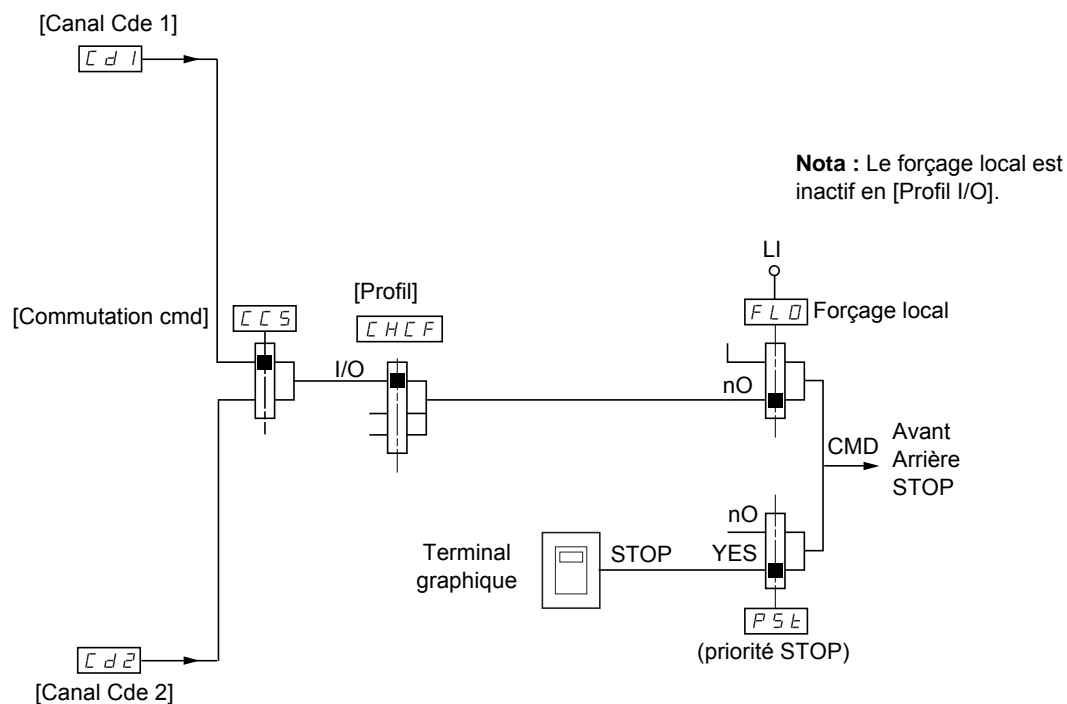 [Canal Cde 1]
Cd1
Nota : Le forçage local est
inactif en [Profil I/O].
LI
[Profil]
[Commutation cmd]
CCS
CHCF
FLO
Forçage local
I/O
nO
CMD
Avant
Arrière
STOP
nO
Terminal
graphique
STOP
YES
PSt
(priorité STOP)
Cd2
[Canal Cde 2]